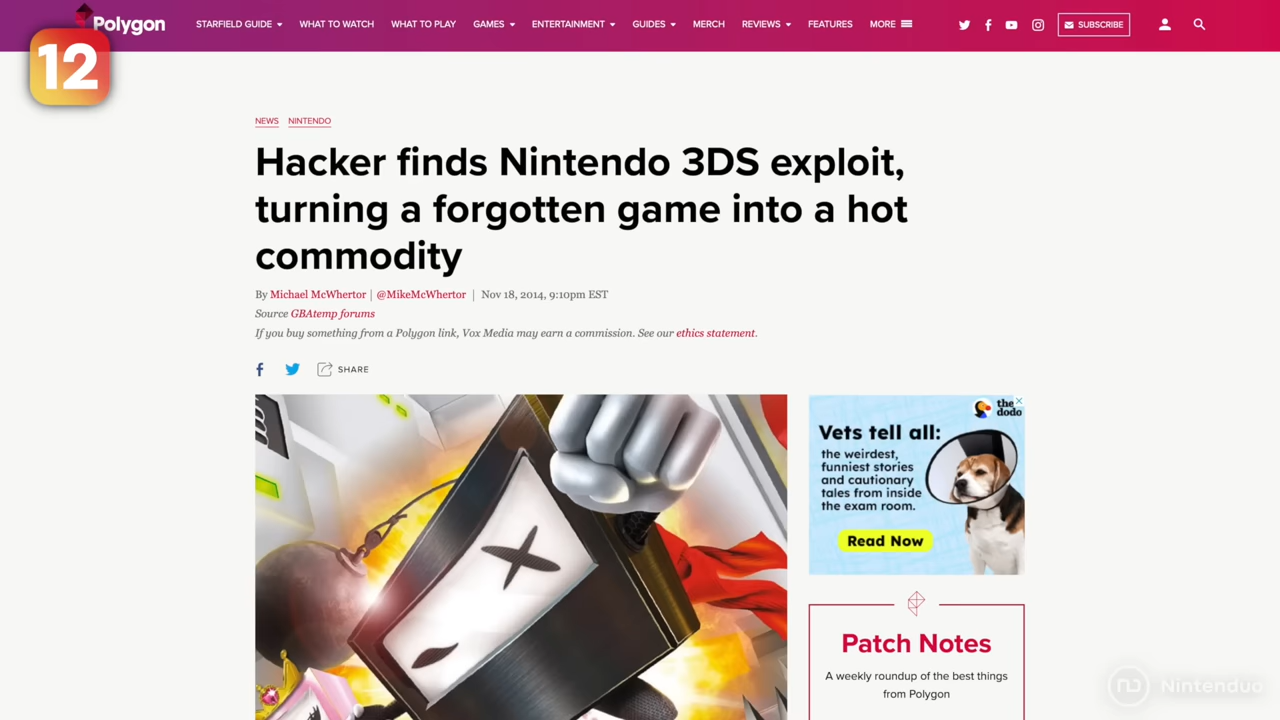 Polygon
STARFIELD GUIDE
WHAT TO WATCH
WHAT TO PLAY
GAMES
ENTERTAINMENT
GUIDES
MERCH
REVIEWS
FEATURES
MORE
SUBSCRIBE
12
NEWS
NINTENDO
Hacker finds Nintendo 3DS exploit,
turning a forgotten game into a hot
commodity
By Michael McWhertor | @MikeMcWhertor | Nov 18, 2014, 9:10pm EST
Source GBAtemp forums
If you buy something from a Polygon link, Vox Media may earn a commission. See our ethics statement.
SHARE
the
dodo
Vets tell all:
the weirdest,
funniest stories
and cautionary
tales from inside
the exam room.
Read Now
Patch Notes
A weekly roundup of the best things
from Polygon
Nintenduo